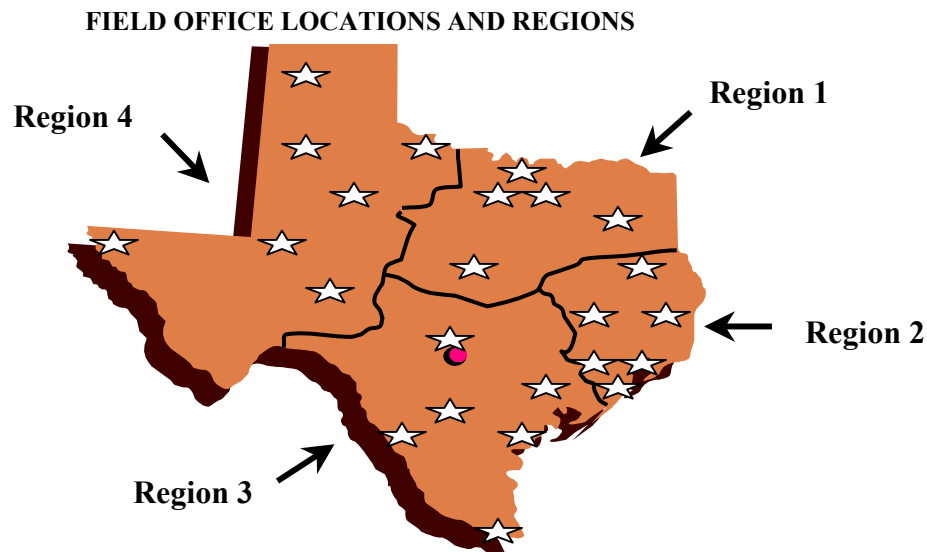 FIELD OFFICE LOCATIONS AND REGIONS
Region 1
Region 4
Region 2
Region 3